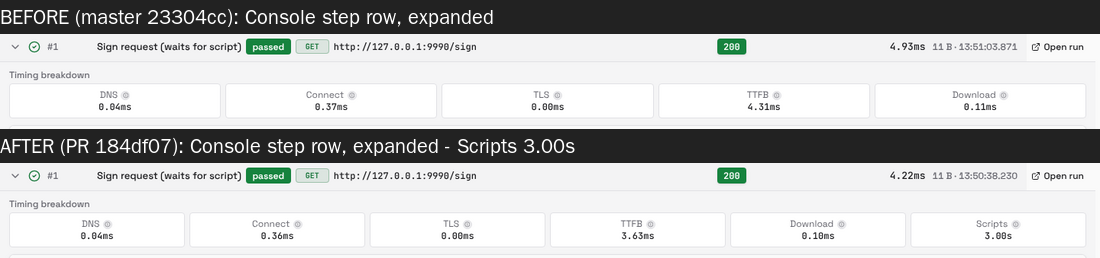 BEFORE (master 23304cc): Console step row, expanded
#1 Sign request (waits for script) passed GET http://127.0.0.1:9990/sign 200 4.93ms 11 B · 13:51:03.871 Open run
Timing breakdown
DNS Connect TLS TTFB Download
0.04ms 0.37ms 0.00ms 4.31ms 0.11ms
AFTER (PR 184df07): Console step row, expanded - Scripts 3.00s
#1 Sign request (waits for script) passed GET http://127.0.0.1:9990/sign 200 4.22ms 11 B · 13:50:38.230 Open run
Timing breakdown
DNS Connect TLS TTFB Download Scripts
0.04ms 0.36ms 0.00ms 3.63ms 0.10ms 3.00s